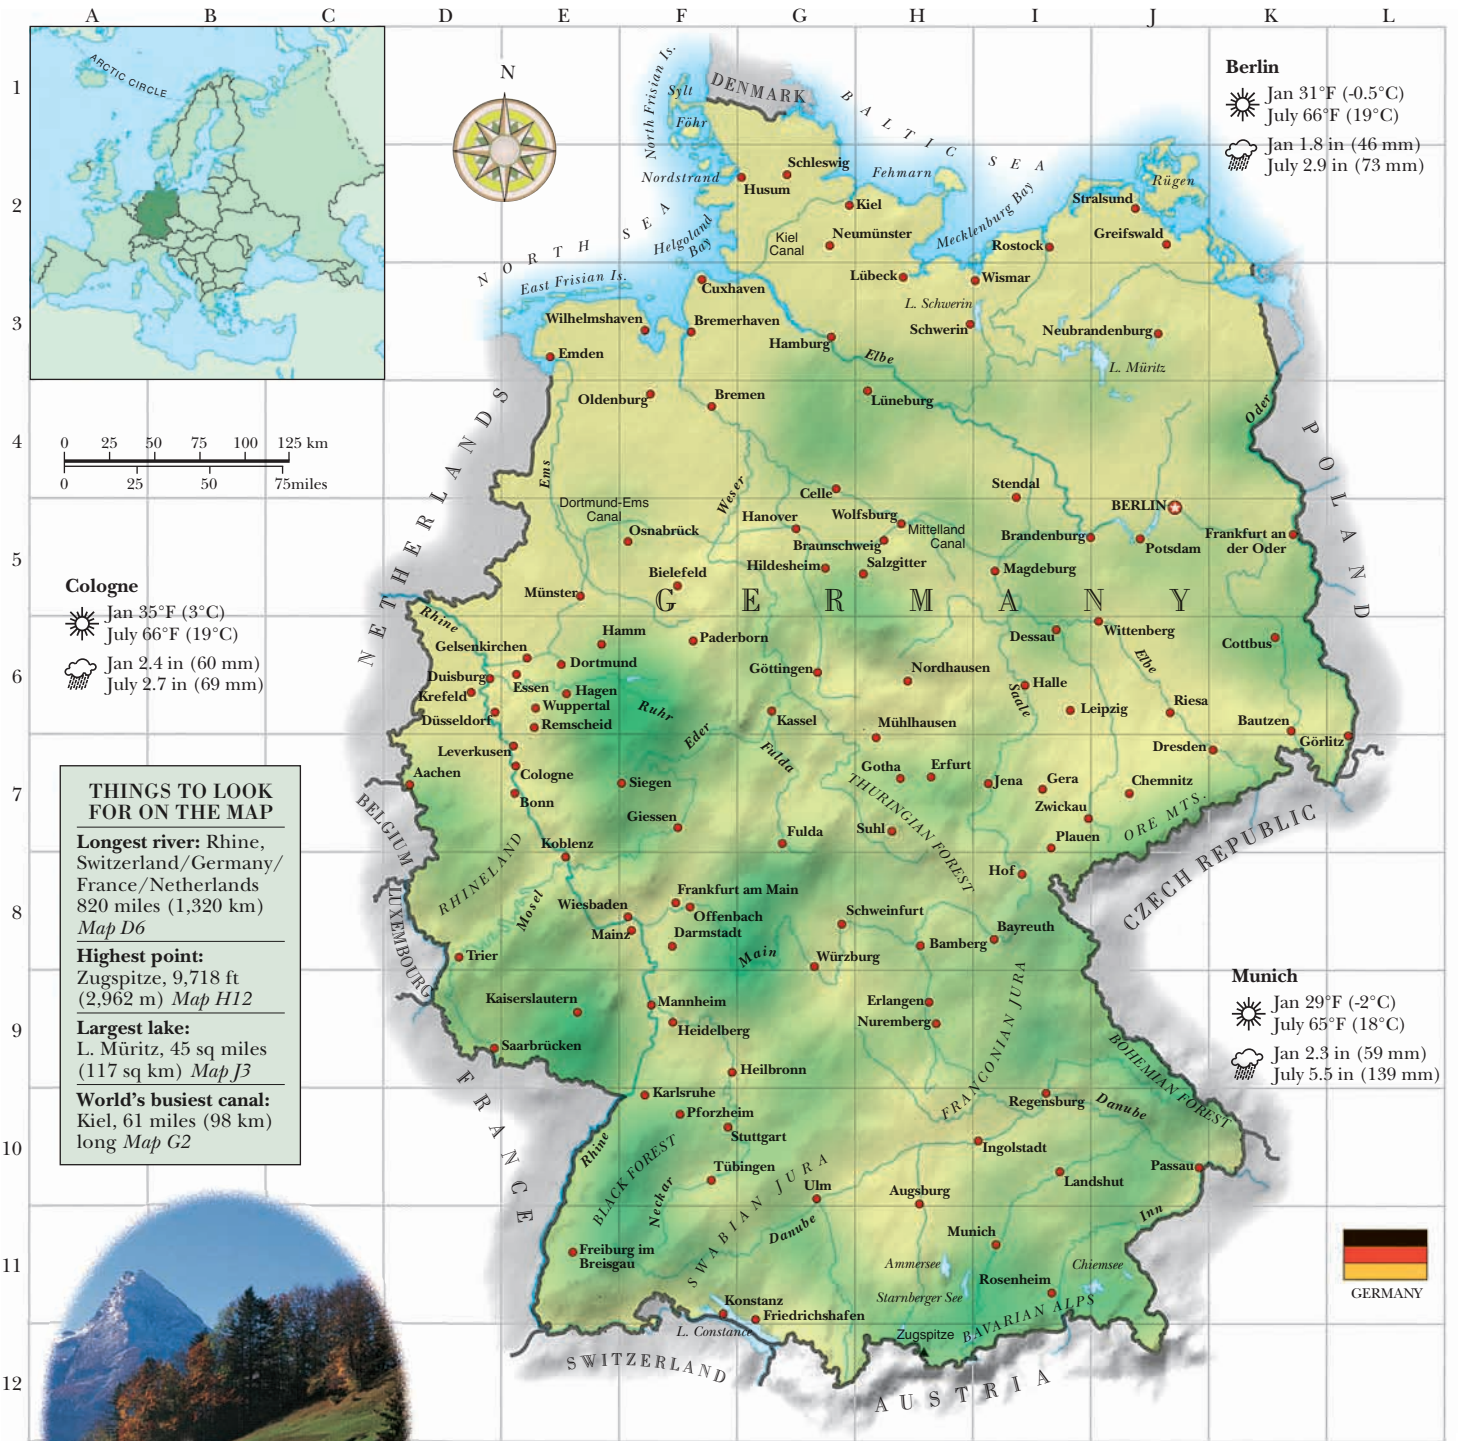 A B C D E F G H I J K L
1
2
3
4
5
6
7
8
9
10
11
12
ARCTIC CIRCLE
N
Berlin
Jan 31°F (-0.5°C)
July 66°F (19°C)
Jan 1.8 in (46 mm)
July 2.9 in (73 mm)
0 25 50 75 100 125 km
0 25 50 75miles
Cologne
Jan 35°F (3°C)
July 66°F (19°C)
Jan 2.4 in (60 mm)
July 2.7 in (69 mm)
THINGS TO LOOK
FOR ON THE MAP
Longest river: Rhine,
Switzerland/Germany/
France/Netherlands
820 miles (1,320 km)
Map D6
Highest point:
Zugspitze, 9,718 ft
(2,962 m) Map H12
Largest lake:
L. Müritz, 45 sq miles
(117 sq km) Map J3
World's busiest canal:
Kiel, 61 miles (98 km)
long Map G2
Munich
Jan 29°F (-2°C)
July 65°F (18°C)
Jan 2.3 in (59 mm)
July 5.5 in (139 mm)
GERMANY
DENMARK
BALTIC SEA
North Frisian Is.
Sylt
Föhr
Nordstrand
Schleswig
Husum
Fehmarn
Rügen
Kiel
Stralsund
NORTH SEA
Helgoland
Bay
Kiel
Canal
Neumünster
Mecklenburg Bay
Rostock
Greifswald
East Frisian Is.
Cuxhaven
Lübeck
Wismar
L. Schwerin
Wilhelmshaven
Bremerhaven
Hamburg
Schwerin
Neubrandenburg
Emden
Elbe
L. Müritz
Oldenburg
Bremen
Lüneburg
Oder
NETHERLANDS
POLAND
Ems
Weser
Celle
Stendal
Dortmund-Ems
Canal
Osnabrück
Hanover
Wolfsburg
Mittelland
Canal
BERLIN
Brandenburg
Potsdam
Frankfurt an
der Oder
Braunschweig
Hildesheim
Salzgitter
Magdeburg
Bielefeld
Münster
GERMANY
Rhine
Hamm
Paderborn
Dessau
Wittenberg
Cottbus
Gelsenkirchen
Dortmund
Göttingen
Nordhausen
Elbe
Duisburg
Essen
Hagen
Halle
Krefeld
Wuppertal
Ruhr
Saale
Leipzig
Riesa
Düsseldorf
Remscheid
Eder
Kassel
Mühlhausen
Bautzen
Görlitz
Leverkusen
Fulda
Dresden
Aachen
Cologne
Siegen
Gotha
Erfurt
Jena
Gera
Chemnitz
Bonn
THURINGIAN FOREST
Zwickau
ORE MTS.
BELGIUM
Giessen
Fulda
Suhl
Plauen
CZECH REPUBLIC
Koblenz
RHINELAND
Hof
Mosel
Frankfurt am Main
Wiesbaden
Offenbach
Schweinfurt
LUXEMBOURG
Mainz
Darmstadt
Bayreuth
Bamberg
Trier
Main
Würzburg
Kaiserslautern
Mannheim
Erlangen
Nuremberg
FRANCONIAN JURA
Heidelberg
Saarbrücken
BOHEMIAN FOREST
Heilbronn
FRANCE
Karlsruhe
Regensburg
Danube
Pforzheim
Stuttgart
Rhine
BLACK FOREST
Ingolstadt
Tübingen
SWABIAN JURA
Passau
Landshut
Neckar
Ulm
Augsburg
Danube
Munich
Inn
Freiburg im
Breisgau
Ammersee
Chiemsee
Rosenheim
Starnberger See
Konstanz
Friedrichshafen
BAVARIAN ALPS
L. Constance
Zugspitze
SWITZERLAND
AUSTRIA